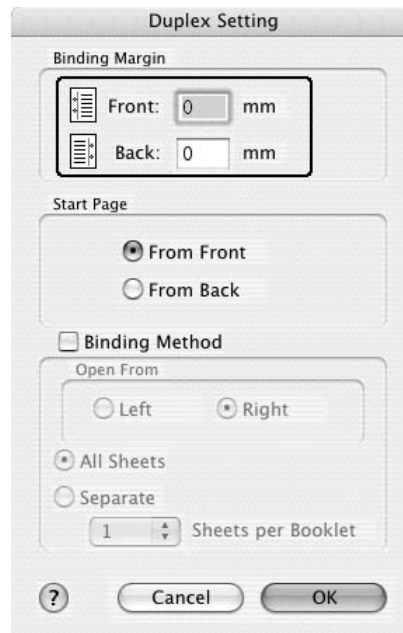 Duplex Setting
Binding Margin
Front: 0 mm
Back: 0 mm
Start Page
From Front
From Back
Binding Method
Open From
Left Right
All Sheets
Separate
1 Sheets per Booklet
? Cancel OK